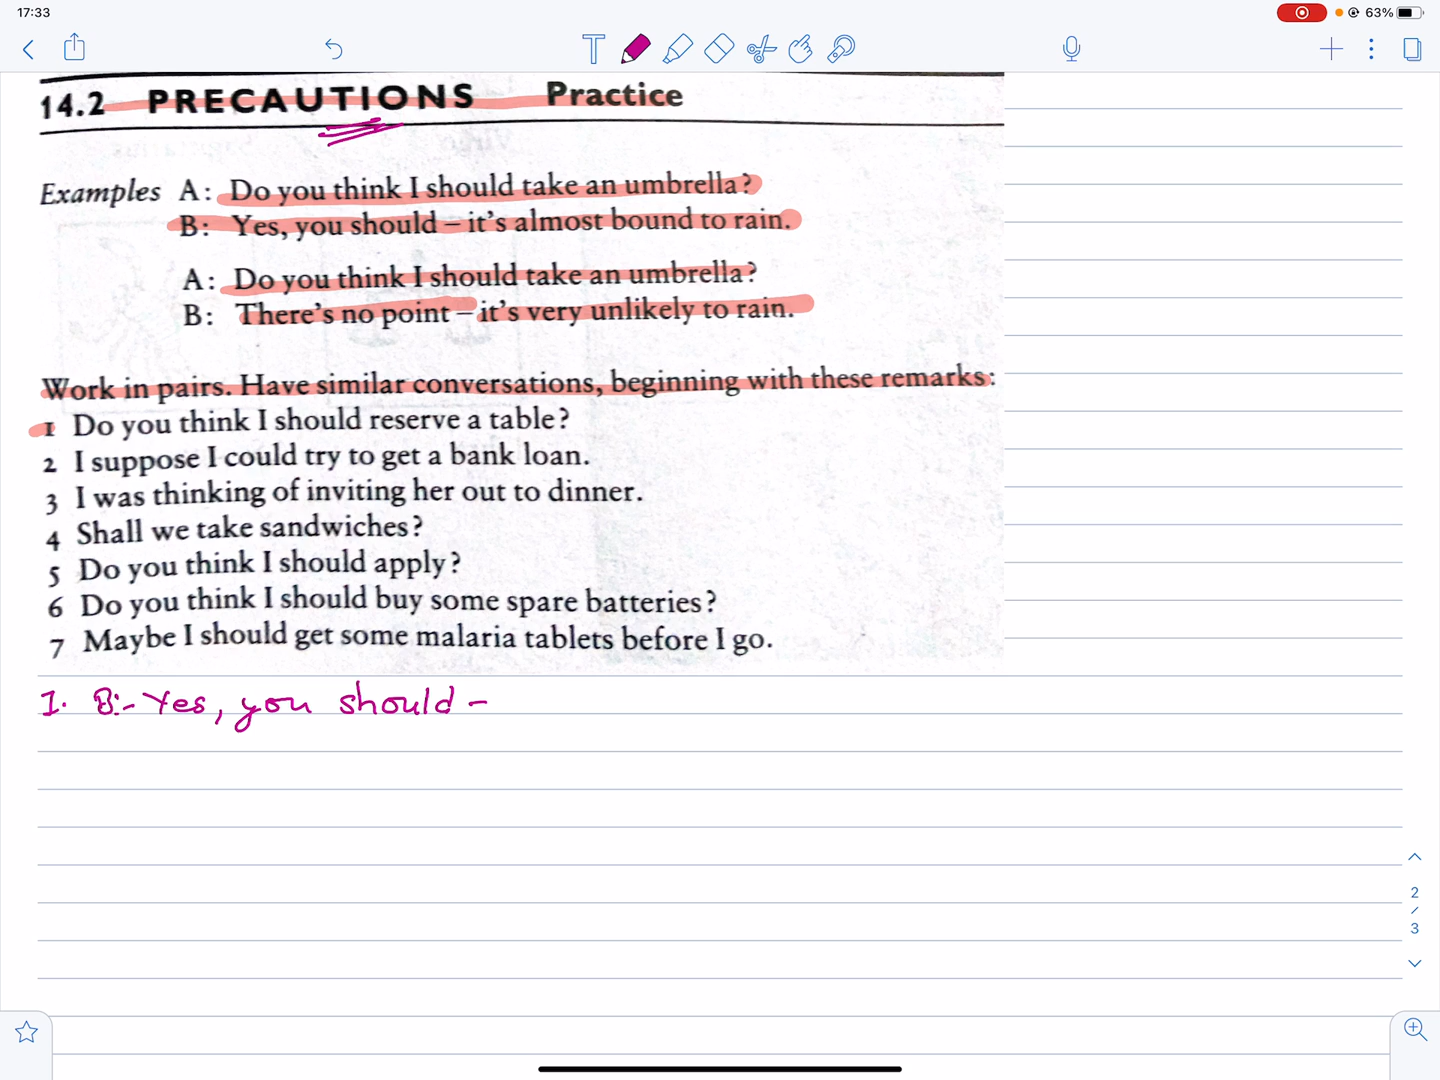 17:33
63%
14.2 PRECAUTIONS Practice
Examples A: Do you think I should take an umbrella?
B: Yes, you should – it's almost bound to rain.
A: Do you think I should take an umbrella?
B: There's no point – it's very unlikely to rain.
Work in pairs. Have similar conversations, beginning with these remarks:
1 Do you think I should reserve a table?
2 I suppose I could try to get a bank loan.
3 I was thinking of inviting her out to dinner.
4 Shall we take sandwiches?
5 Do you think I should apply?
6 Do you think I should buy some spare batteries?
7 Maybe I should get some malaria tablets before I go.
1. B:- Yes, you should -
2
/
3